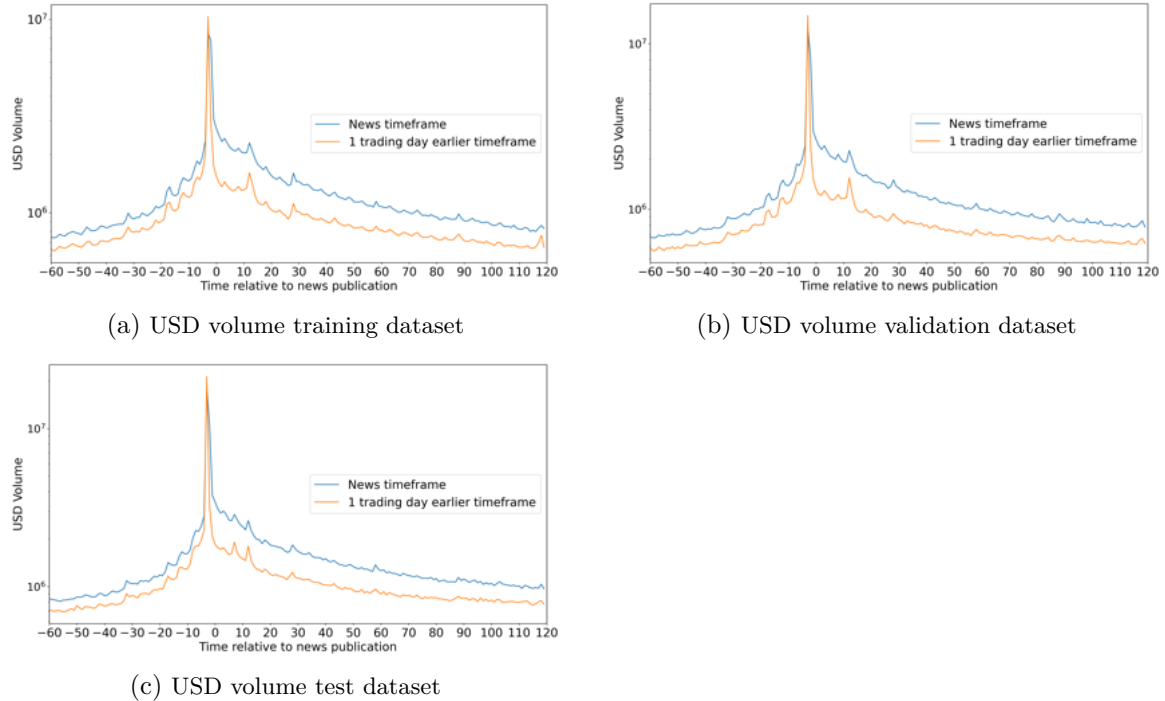 10⁷
10⁶
USD Volume
News timeframe
1 trading day earlier timeframe
−60 −50 −40 −30 −20 −10 0 10 20 30 40 50 60 70 80 90 100 110 120
Time relative to news publication
(a) USD volume training dataset
10⁷
10⁶
USD Volume
News timeframe
1 trading day earlier timeframe
−60 −50 −40 −30 −20 −10 0 10 20 30 40 50 60 70 80 90 100 110 120
Time relative to news publication
(b) USD volume validation dataset
10⁷
10⁶
USD Volume
News timeframe
1 trading day earlier timeframe
−60 −50 −40 −30 −20 −10 0 10 20 30 40 50 60 70 80 90 100 110 120
Time relative to news publication
(c) USD volume test dataset